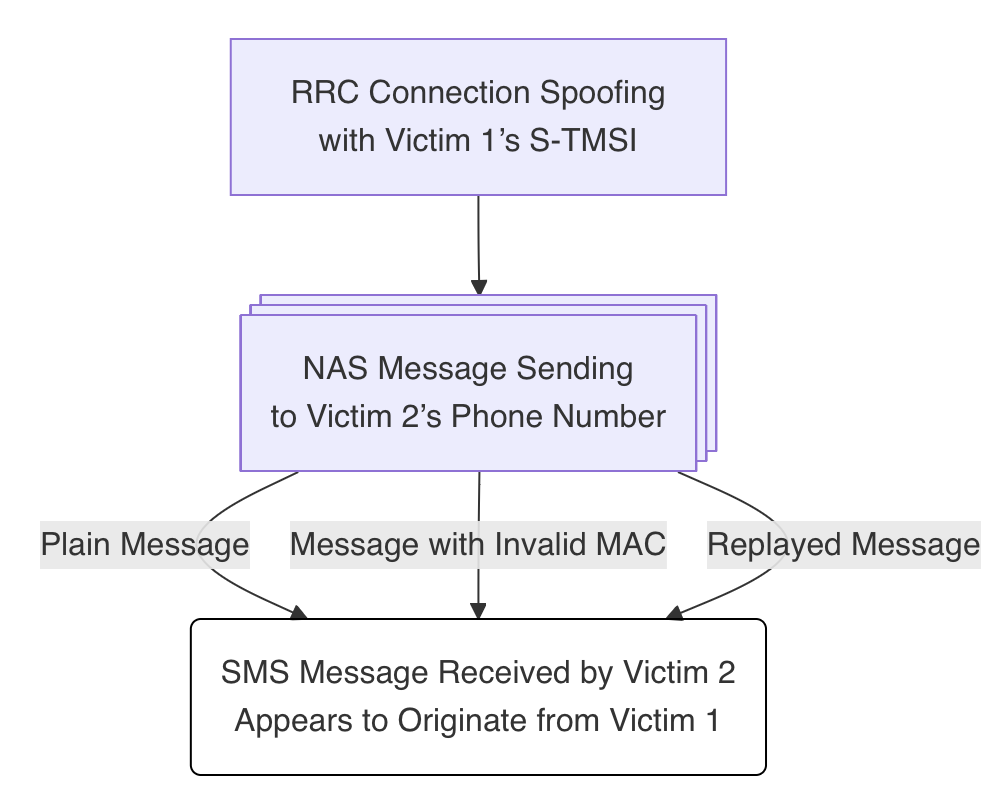 RRC Connection Spoofing
with Victim 1’s S-TMSI
NAS Message Sending
to Victim 2’s Phone Number
Plain Message
Message with Invalid MAC
Replayed Message
SMS Message Received by Victim 2
Appears to Originate from Victim 1